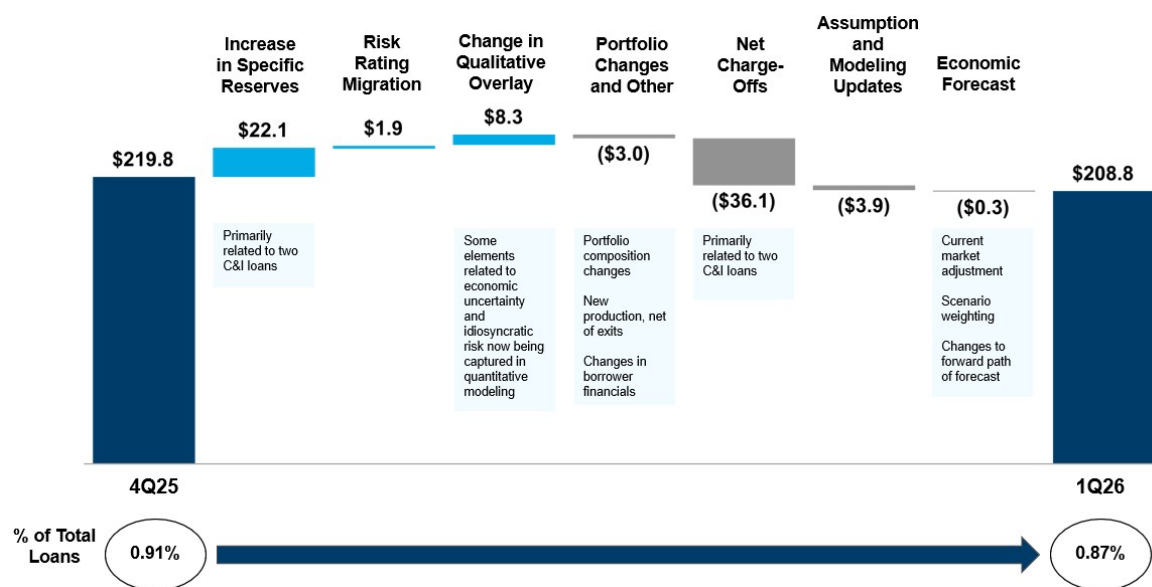 Increase
in Specific
Reserves
Risk
Rating
Migration
Change in
Qualitative
Overlay
Portfolio
Changes
and Other
Net
Charge-
Offs
Assumption
and
Modeling
Updates
Economic
Forecast
$219.8
$22.1
$1.9
$8.3
($3.0)
($36.1)
($3.9)
($0.3)
$208.8
Primarily
related to two
C&I loans
Some
elements
related to
economic
uncertainty
and
idiosyncratic
risk now being
captured in
quantitative
modeling
Portfolio
composition
changes
New
production, net
of exits
Changes in
borrower
financials
Primarily
related to two
C&I loans
Current
market
adjustment
Scenario
weighting
Changes to
forward path
of forecast
4Q25
1Q26
% of Total
Loans
0.91%
0.87%